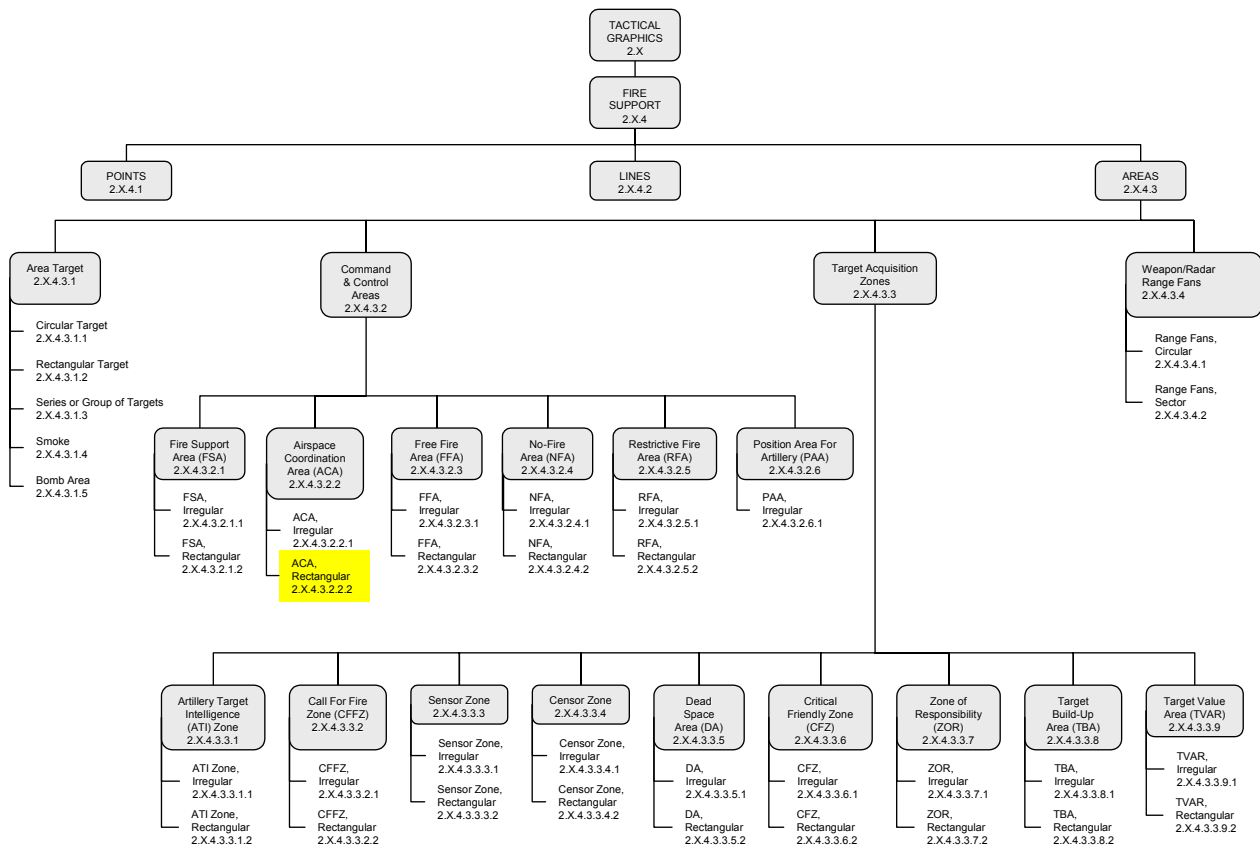 TACTICAL
GRAPHICS
2.X
FIRE
SUPPORT
2.X.4
POINTS
2.X.4.1
LINES
2.X.4.2
AREAS
2.X.4.3
Area Target
2.X.4.3.1
Command
& Control
Areas
2.X.4.3.2
Target Acquisition
Zones
2.X.4.3.3
Weapon/Radar
Range Fans
2.X.4.3.4
Circular Target
2.X.4.3.1.1
Rectangular Target
2.X.4.3.1.2
Series or Group of Targets
2.X.4.3.1.3
Smoke
2.X.4.3.1.4
Bomb Area
2.X.4.3.1.5
Range Fans,
Circular
2.X.4.3.4.1
Range Fans,
Sector
2.X.4.3.4.2
Fire Support
Area (FSA)
2.X.4.3.2.1
FSA,
Irregular
2.X.4.3.2.1.1
FSA,
Rectangular
2.X.4.3.2.1.2
Airspace
Coordination
Area (ACA)
2.X.4.3.2.2
ACA,
Irregular
2.X.4.3.2.2.1
ACA,
Rectangular
2.X.4.3.2.2.2
Free Fire
Area (FFA)
2.X.4.3.2.3
FFA,
Irregular
2.X.4.3.2.3.1
FFA,
Rectangular
2.X.4.3.2.3.2
No-Fire
Area (NFA)
2.X.4.3.2.4
NFA,
Irregular
2.X.4.3.2.4.1
NFA,
Rectangular
2.X.4.3.2.4.2
Restrictive Fire
Area (RFA)
2.X.4.3.2.5
RFA,
Irregular
2.X.4.3.2.5.1
RFA,
Rectangular
2.X.4.3.2.5.2
Position Area For
Artillery (PAA)
2.X.4.3.2.6
PAA,
Irregular
2.X.4.3.2.6.1
Artillery Target
Intelligence
(ATI) Zone
2.X.4.3.3.1
ATI Zone,
Irregular
2.X.4.3.3.1.1
ATI Zone,
Rectangular
2.X.4.3.3.1.2
Call For Fire
Zone (CFFZ)
2.X.4.3.3.2
CFFZ,
Irregular
2.X.4.3.3.2.1
CFFZ,
Rectangular
2.X.4.3.3.2.2
Sensor Zone
2.X.4.3.3.3
Sensor Zone,
Irregular
2.X.4.3.3.3.1
Sensor Zone,
Rectangular
2.X.4.3.3.3.2
Censor Zone
2.X.4.3.3.4
Censor Zone,
Irregular
2.X.4.3.3.4.1
Censor Zone,
Rectangular
2.X.4.3.3.4.2
Dead
Space
Area (DA)
2.X.4.3.3.5
DA,
Irregular
2.X.4.3.3.5.1
DA,
Rectangular
2.X.4.3.3.5.2
Critical
Friendly Zone
(CFZ)
2.X.4.3.3.6
CFZ,
Irregular
2.X.4.3.3.6.1
CFZ,
Rectangular
2.X.4.3.3.6.2
Zone of
Responsibility
(ZOR)
2.X.4.3.3.7
ZOR,
Irregular
2.X.4.3.3.7.1
ZOR,
Rectangular
2.X.4.3.3.7.2
Target
Build-Up
Area (TBA)
2.X.4.3.3.8
TBA,
Irregular
2.X.4.3.3.8.1
TBA,
Rectangular
2.X.4.3.3.8.2
Target Value
Area (TVAR)
2.X.4.3.3.9
TVAR,
Irregular
2.X.4.3.3.9.1
TVAR,
Rectangular
2.X.4.3.3.9.2